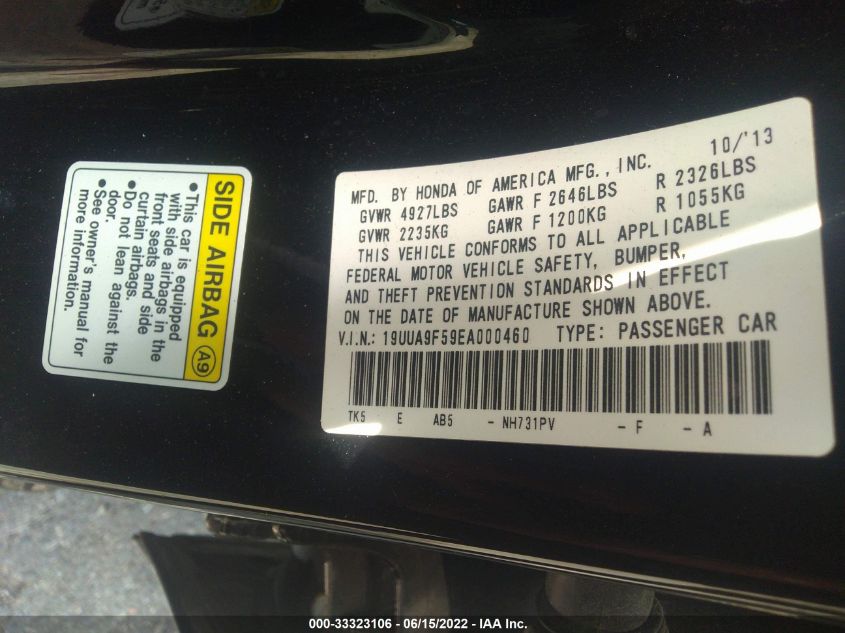 SIDE AIRBAG A9
•This car is equipped
with side airbags in the
front seats and side
curtain airbags.
•Do not lean against the
door.
•See owner's manual for
more information.
10/'13
MFD. BY HONDA OF AMERICA MFG., INC.
GVWR 4927LBS GAWR F 2646LBS R 2326LBS
GVWR 2235KG GAWR F 1200KG R 1055KG
THIS VEHICLE CONFORMS TO ALL APPLICABLE
FEDERAL MOTOR VEHICLE SAFETY, BUMPER,
AND THEFT PREVENTION STANDARDS IN EFFECT
ON THE DATE OF MANUFACTURE SHOWN ABOVE.
V.I.N.: 19UUA9F59EA000460 TYPE: PASSENGER CAR
TK5 E AB5 - NH731PV - F - A
000-33323106 - 06/15/2022 - IAA Inc.